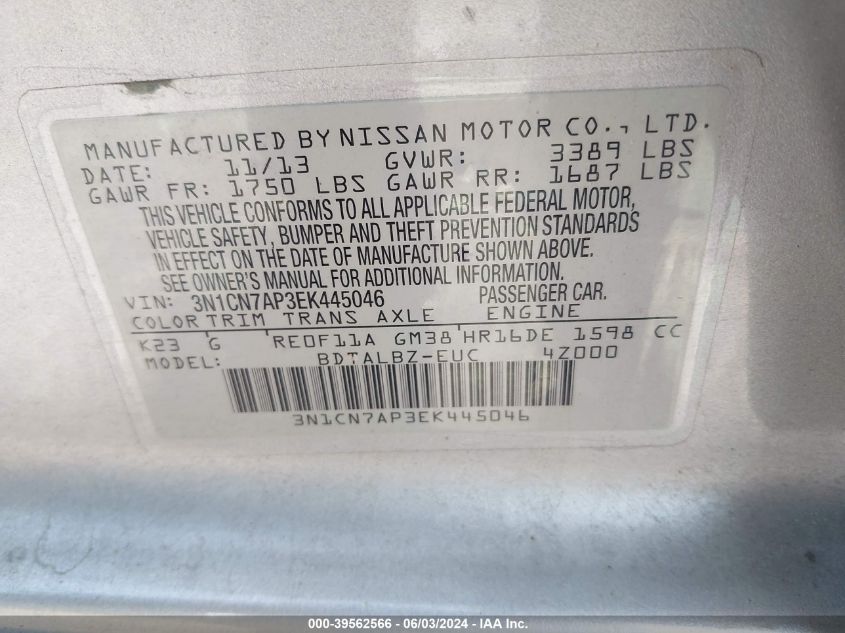 MANUFACTURED BY NISSAN MOTOR CO., LTD.
DATE: 11/13 GVWR: 3389 LBS
GAWR FR: 1750 LBS GAWR RR: 1687 LBS
THIS VEHICLE CONFORMS TO ALL APPLICABLE FEDERAL MOTOR,
VEHICLE SAFETY, BUMPER AND THEFT PREVENTION STANDARDS
IN EFFECT ON THE DATE OF MANUFACTURE SHOWN ABOVE.
SEE OWNER'S MANUAL FOR ADDITIONAL INFORMATION.
VIN: 3N1CN7AP3EK445046 PASSENGER CAR.
COLOR TRIM TRANS AXLE ENGINE
K23 G RE0F11A GM38 HR16DE 1598 CC
MODEL: BDTALBZ-EUC 4Z000
3N1CN7AP3EK445046
000-39562566 | 06/03/2024 | IAA Inc.